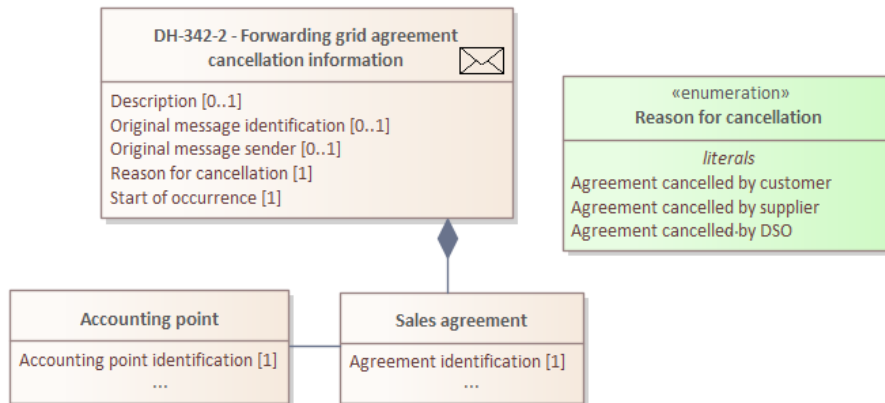 DH-342-2 - Forwarding grid agreement
cancellation information
Description [0..1]
Original message identification [0..1]
Original message sender [0..1]
Reason for cancellation [1]
Start of occurrence [1]
«enumeration»
Reason for cancellation
literals
Agreement cancelled by customer
Agreement cancelled by supplier
Agreement cancelled by DSO
Accounting point
Accounting point identification [1]
...
Sales agreement
Agreement identification [1]
...